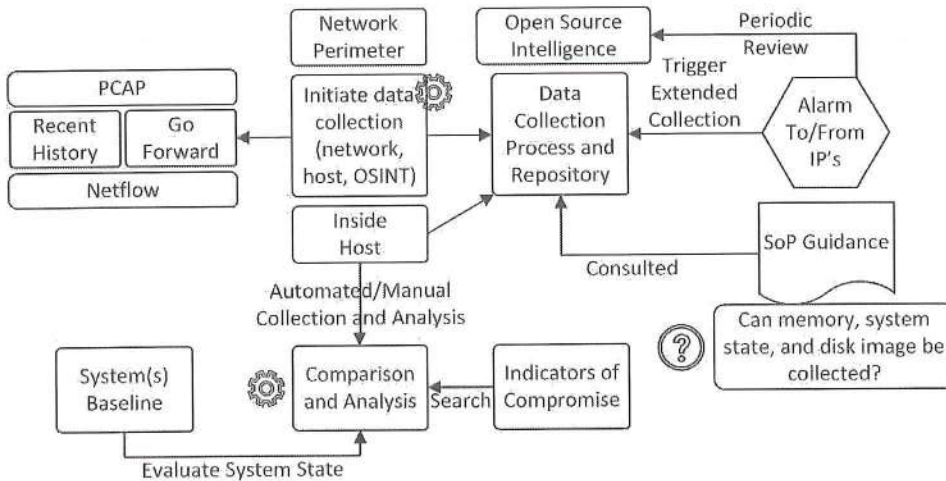 Network
Perimeter
Open Source
Intelligence
Periodic
Review
PCAP
Recent
History
Go
Forward
Netflow
Initiate data
collection
(network,
host, OSINT)
Data
Collection
Process and
Repository
Trigger
Extended
Collection
Alarm
To/From
IP's
Inside
Host
SoP Guidance
Consulted
Automated/Manual
Collection and Analysis
?
Can memory, system
state, and disk image be
collected?
System(s)
Baseline
Comparison
and Analysis
Search
Indicators of
Compromise
Evaluate System State